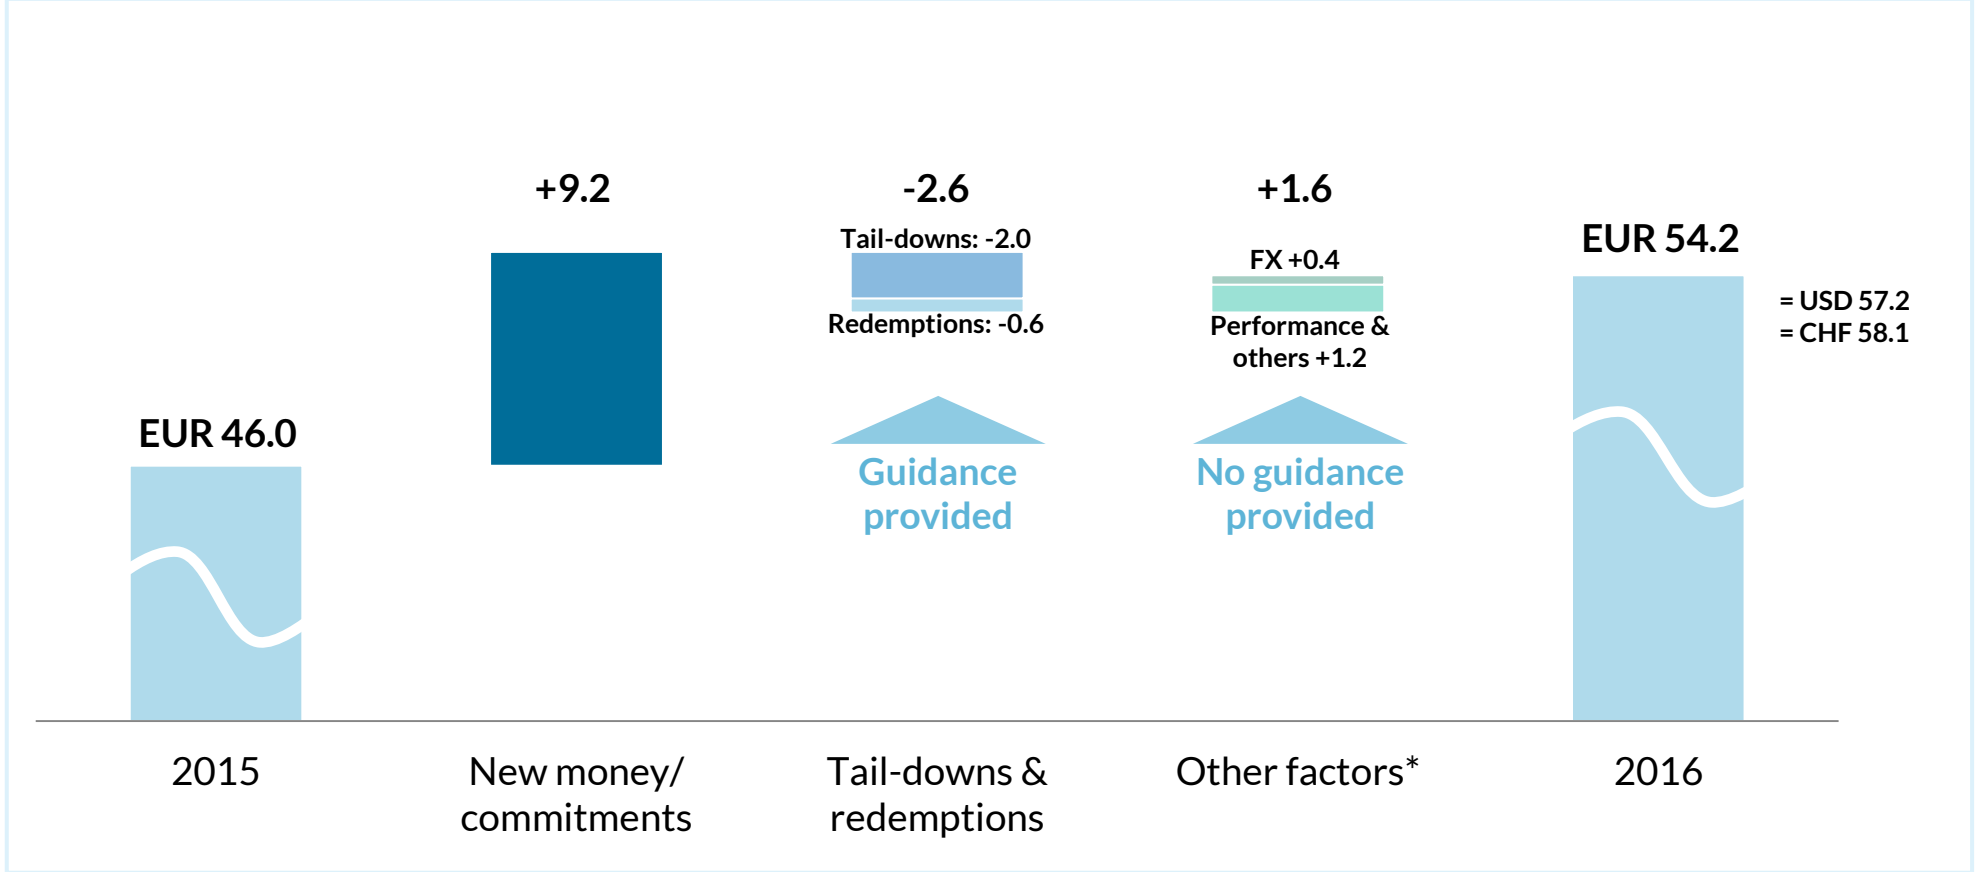 +9.2
-2.6
+1.6
Tail-downs: -2.0
EUR 54.2
FX +0.4
= USD 57.2
Redemptions: -0.6
Performance &
= CHF 58.1
others +1.2
EUR 46.0
Guidance
provided
No guidance
provided
2015
New money/
commitments
Tail-downs &
redemptions
Other factors*
2016